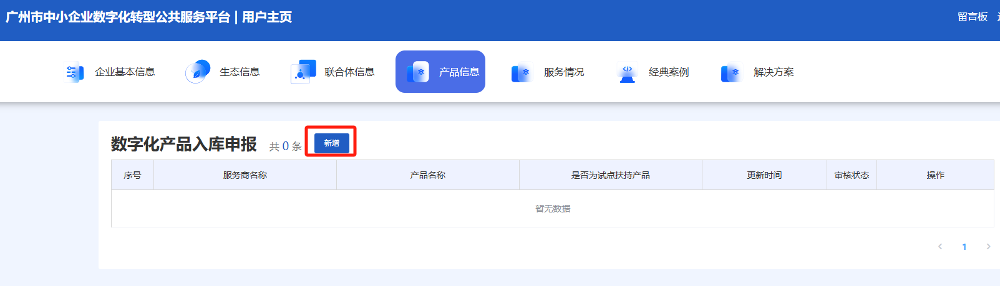 广州市中小企业数字化转型公共服务平台 | 用户主页
留言板
企业基本信息 生态信息 联合体信息 产品信息 服务情况 经典案例 解决方案
数字化产品入库申报 共 0 条 新增
序号 服务商名称 产品名称 是否为试点扶持产品 更新时间 审核状态 操作
暂无数据
1